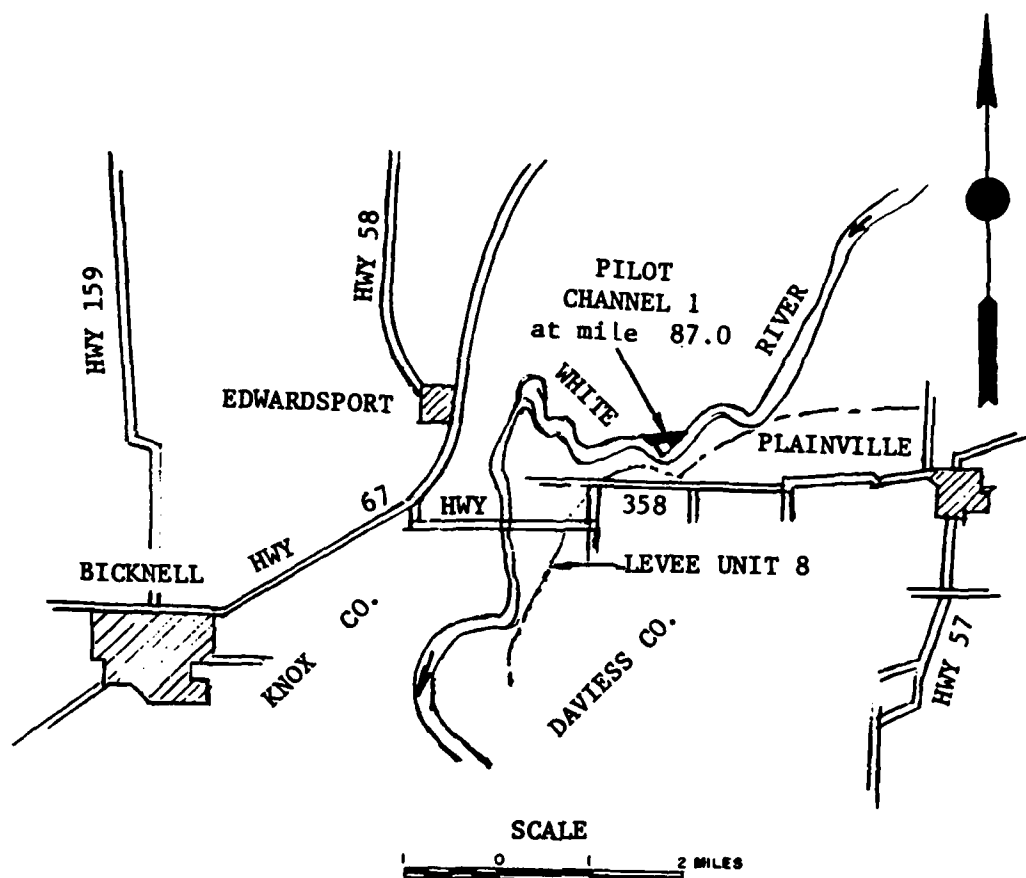 HWY 159
HWY 58
PILOT
CHANNEL 1
at mile 87.0
RIVER
WHITE
EDWARDSPORT
PLAINVILLE
67
HWY
358
HWY
BICKNELL
LEVEE UNIT 8
KNOX CO.
DAVIESS CO.
HWY 57
SCALE
1 0 1 2 MILES